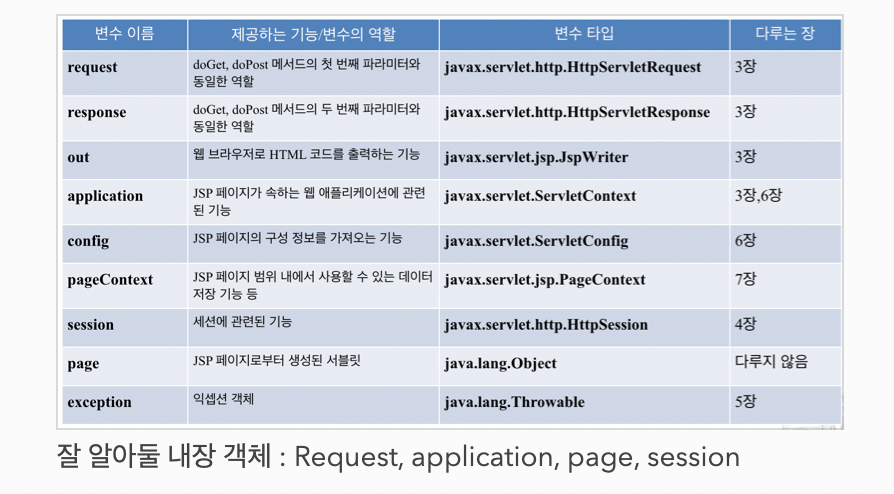 변수 이름 제공하는 기능/변수의 역할 변수 타입 다루는 장
request doGet, doPost 메서드의 첫 번째 파라미터와 javax.servlet.http.HttpServletRequest 3장
동일한 역할
response doGet, doPost 메서드의 두 번째 파라미터와 javax.servlet.http.HttpServletResponse 3장
동일한 역할
out 웹 브라우저로 HTML 코드를 출력하는 기능 javax.servlet.jsp.JspWriter 3장
application JSP 페이지가 속하는 웹 애플리케이션에 관련 javax.servlet.ServletContext 3장,6장
된 기능
config JSP 페이지의 구성 정보를 가져오는 기능 javax.servlet.ServletConfig 6장
pageContext JSP 페이지 범위 내에서 사용할 수 있는 데이터 javax.servlet.jsp.PageContext 7장
저장 기능 등
session 세션에 관련된 기능 javax.servlet.http.HttpSession 4장
page JSP 페이지로부터 생성된 서블릿 java.lang.Object 다루지 않음
exception 익셉션 객체 java.lang.Throwable 5장
잘 알아둘 내장 객체 : Request, application, page, session